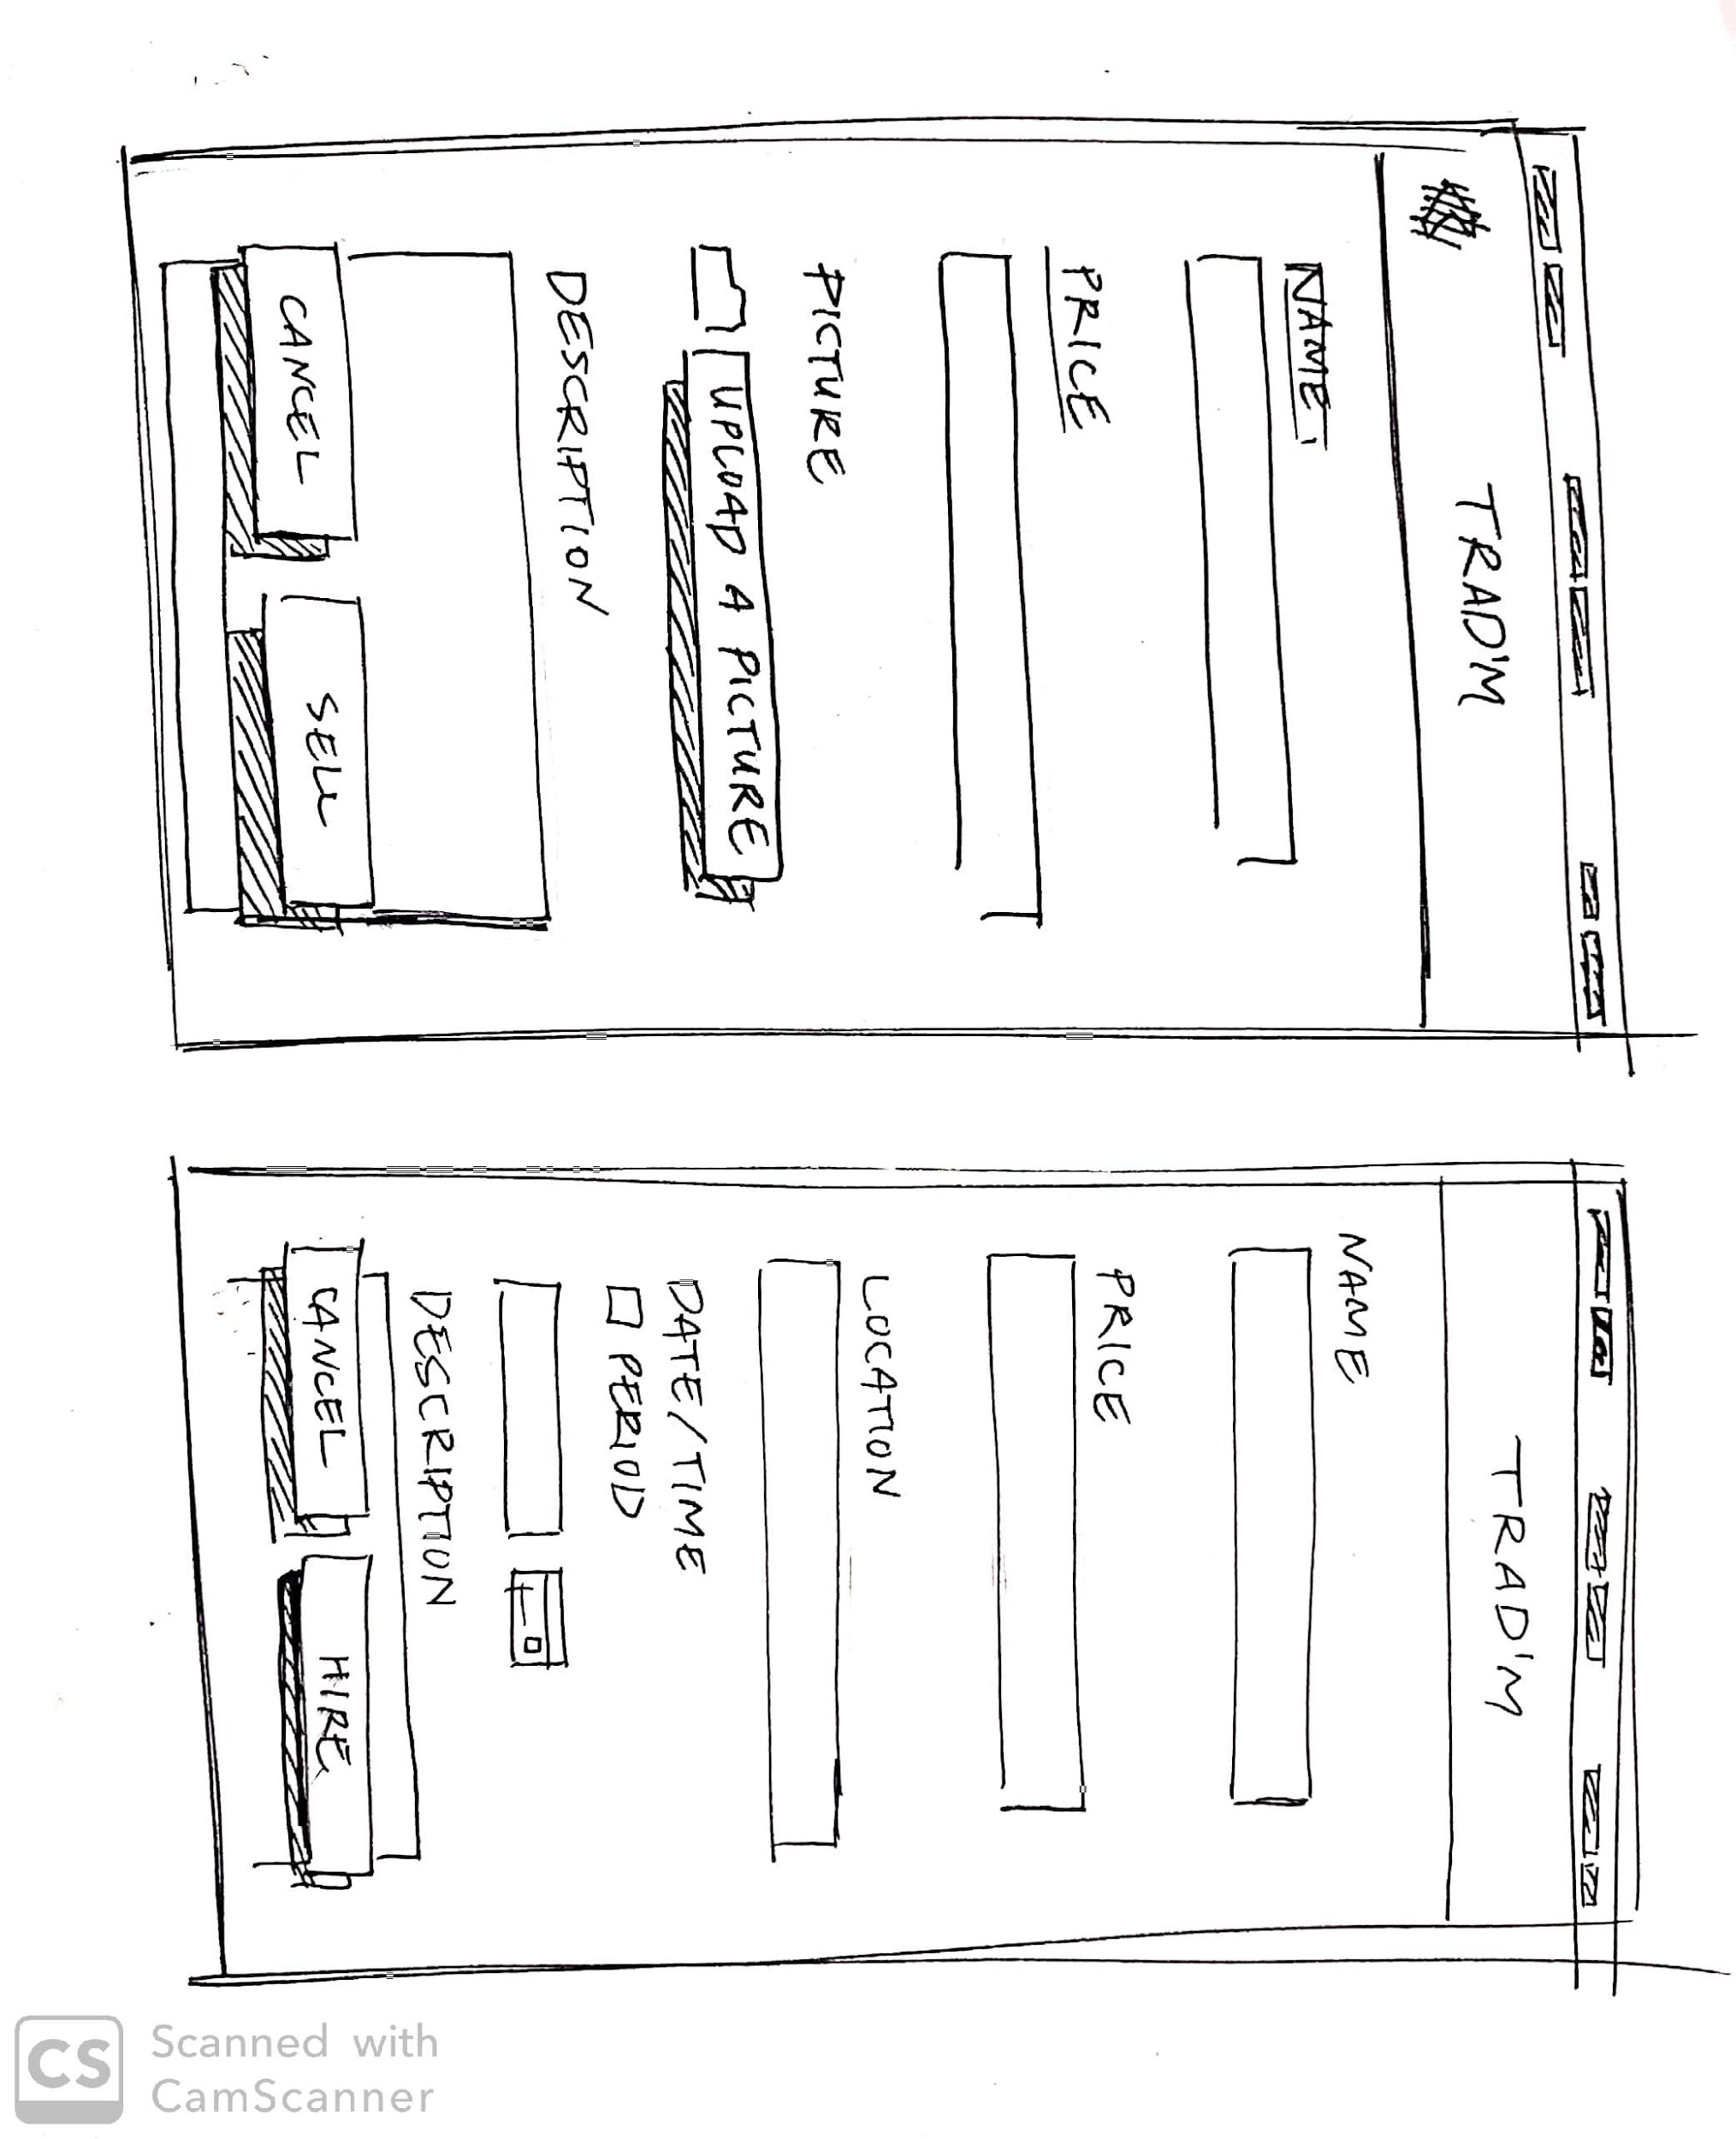 TRAD'M
NAME
PRICE
PICTURE
UPLOAD A PICTURE
DESCRIPTION
CANCEL
SELL
TRAD'M
NAME
PRICE
LOCATION
DATE/TIME
PERIOD
DESCRIPTION
CANCEL
HIRE
CS
Scanned with
CamScanner